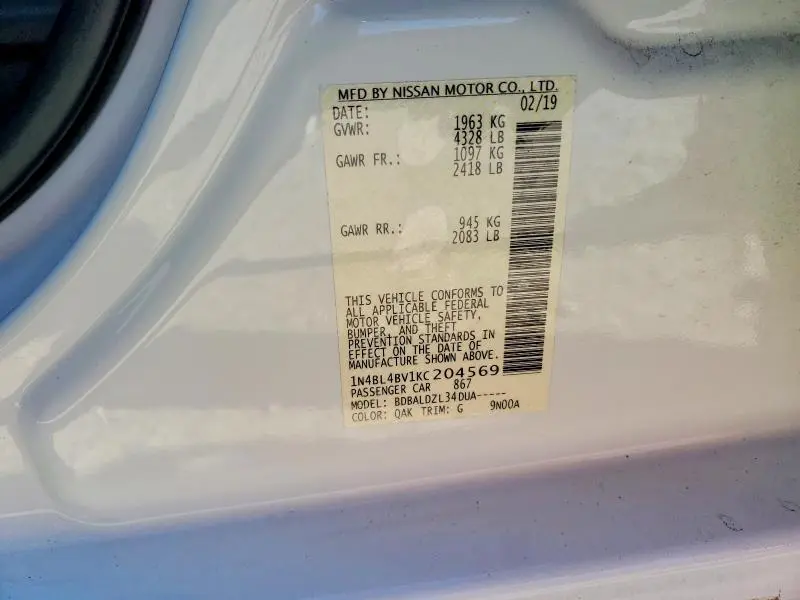 MFD BY NISSAN MOTOR CO., LTD.
DATE: 02/19
GVWR: 1963 KG
4328 LB
GAWR FR.: 1097 KG
2418 LB
GAWR RR.: 945 KG
2083 LB
THIS VEHICLE CONFORMS TO
ALL APPLICABLE FEDERAL
MOTOR VEHICLE SAFETY,
BUMPER, AND THEFT
PREVENTION STANDARDS IN
EFFECT ON THE DATE OF
MANUFACTURE SHOWN ABOVE.
1N4BL4BV1KC204569
PASSENGER CAR 867
MODEL: BDBALDZL34DUA-----
COLOR: QAK TRIM: G 9N00A